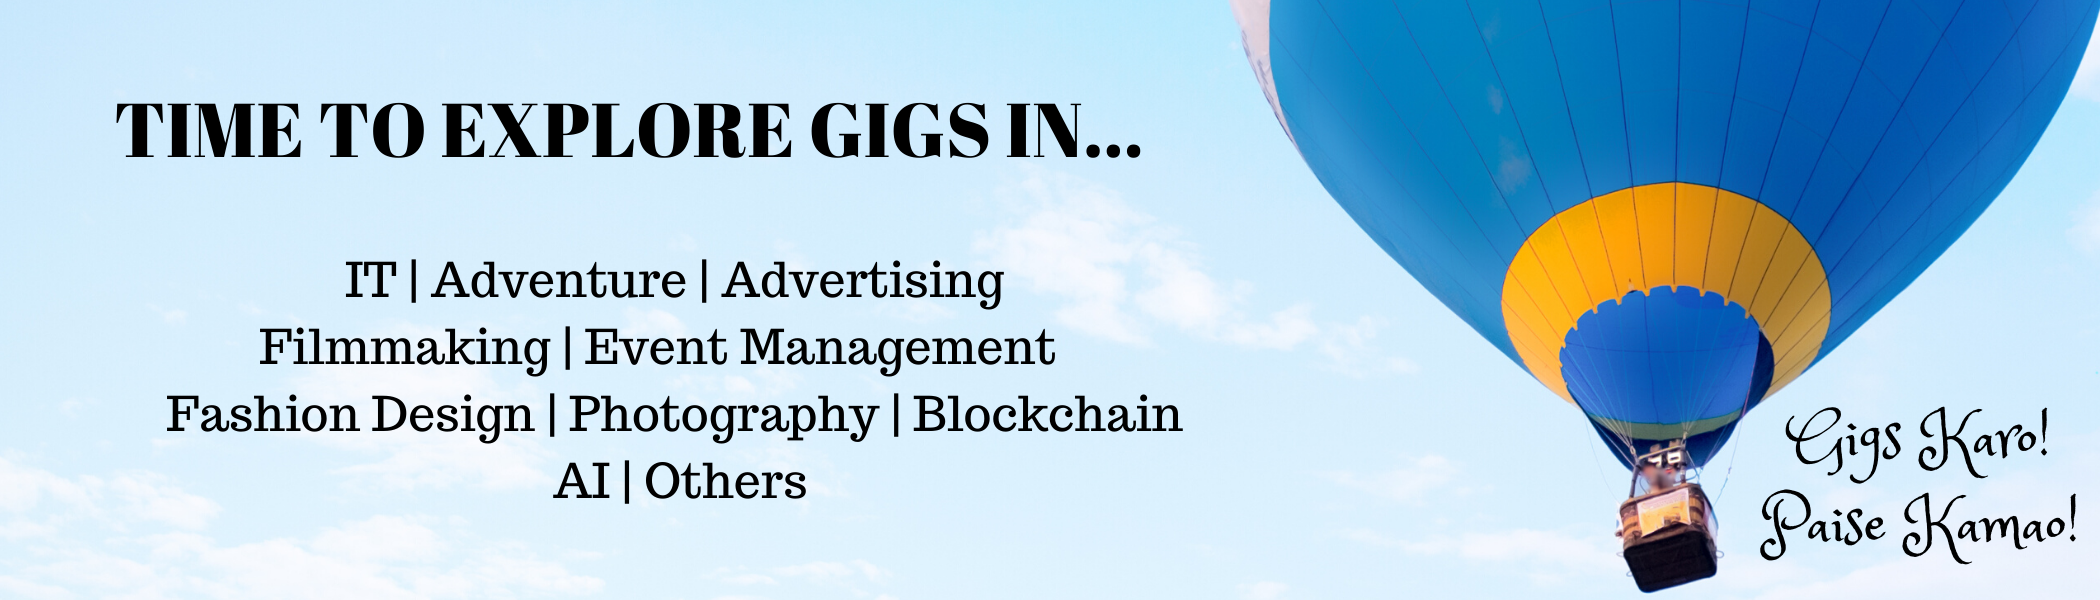 TIME TO EXPLORE GIGS IN...
IT | Adventure | Advertising
Filmmaking | Event Management
Fashion Design | Photography | Blockchain
AI | Others
Gigs Karo!
Paise Kamao!